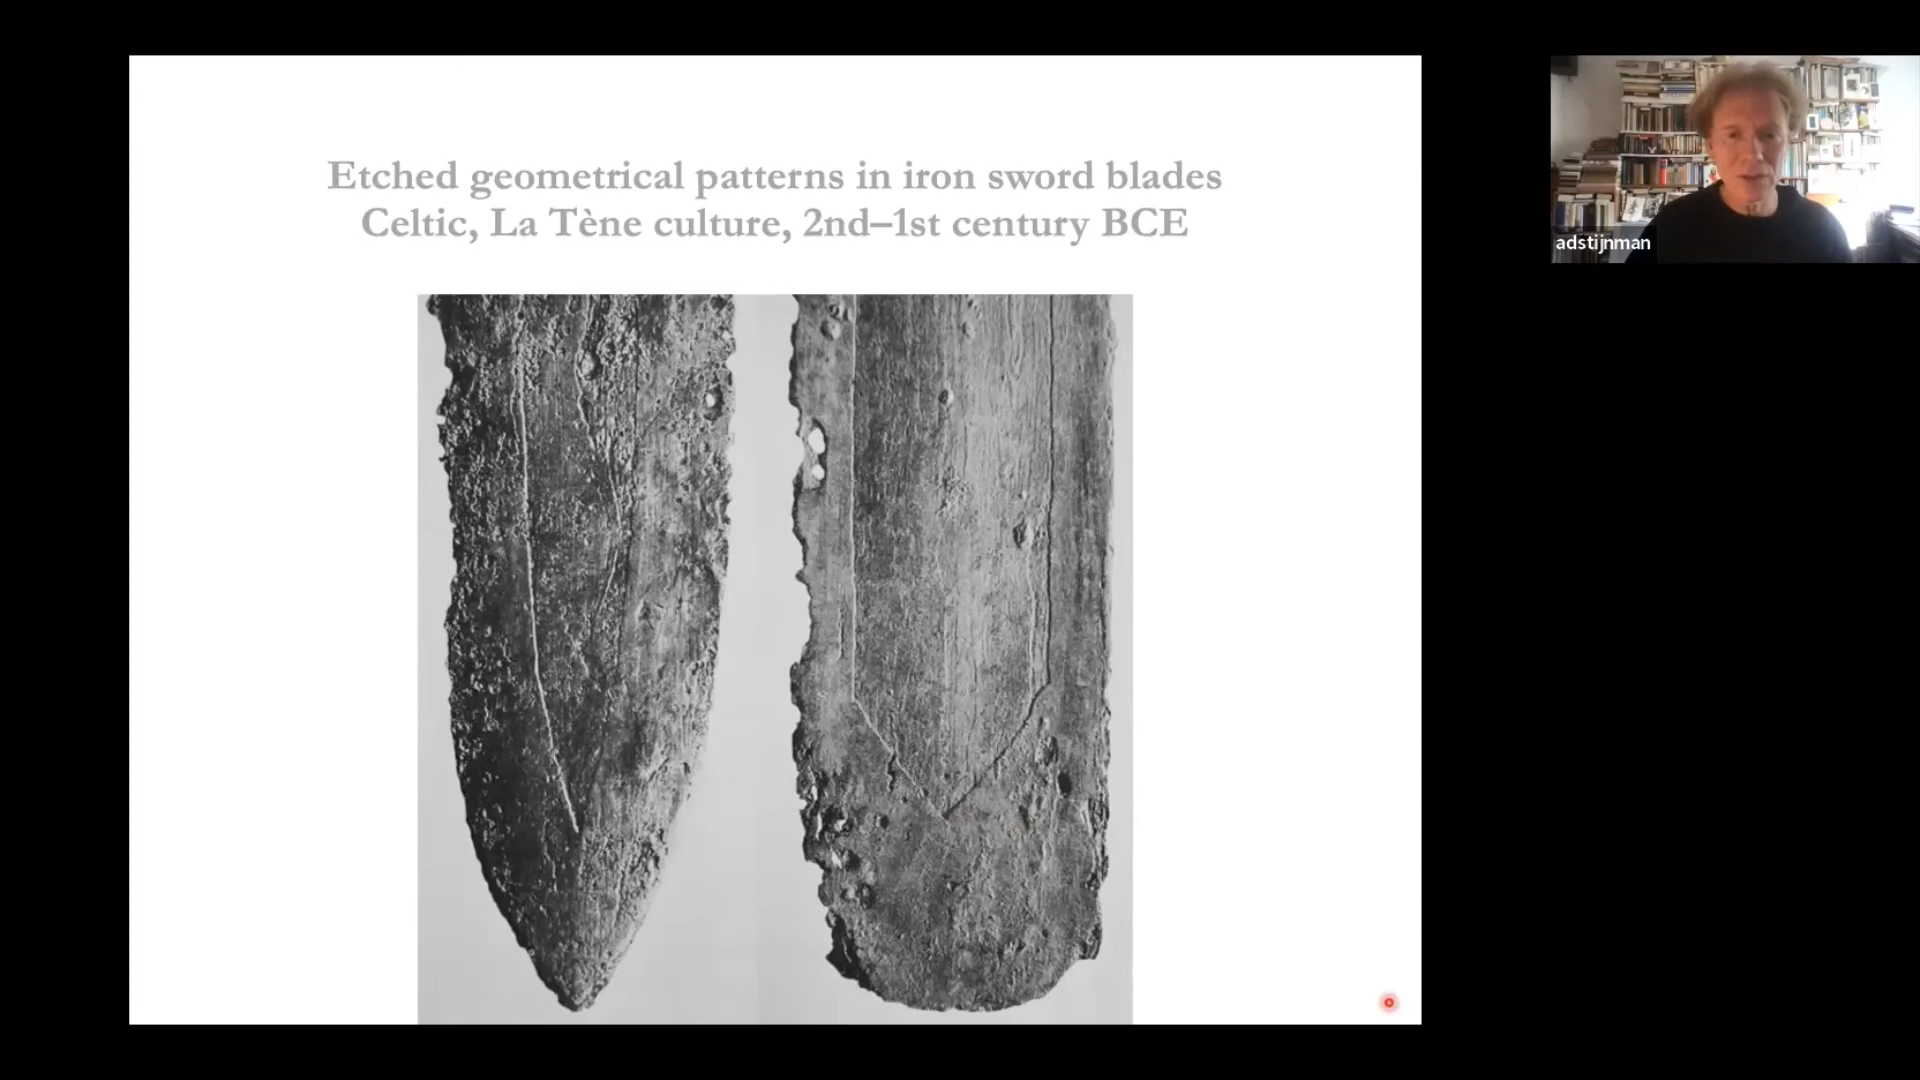 Etched geometrical patterns in iron sword blades
Celtic, La Tène culture, 2nd–1st century BCE
adstijnman